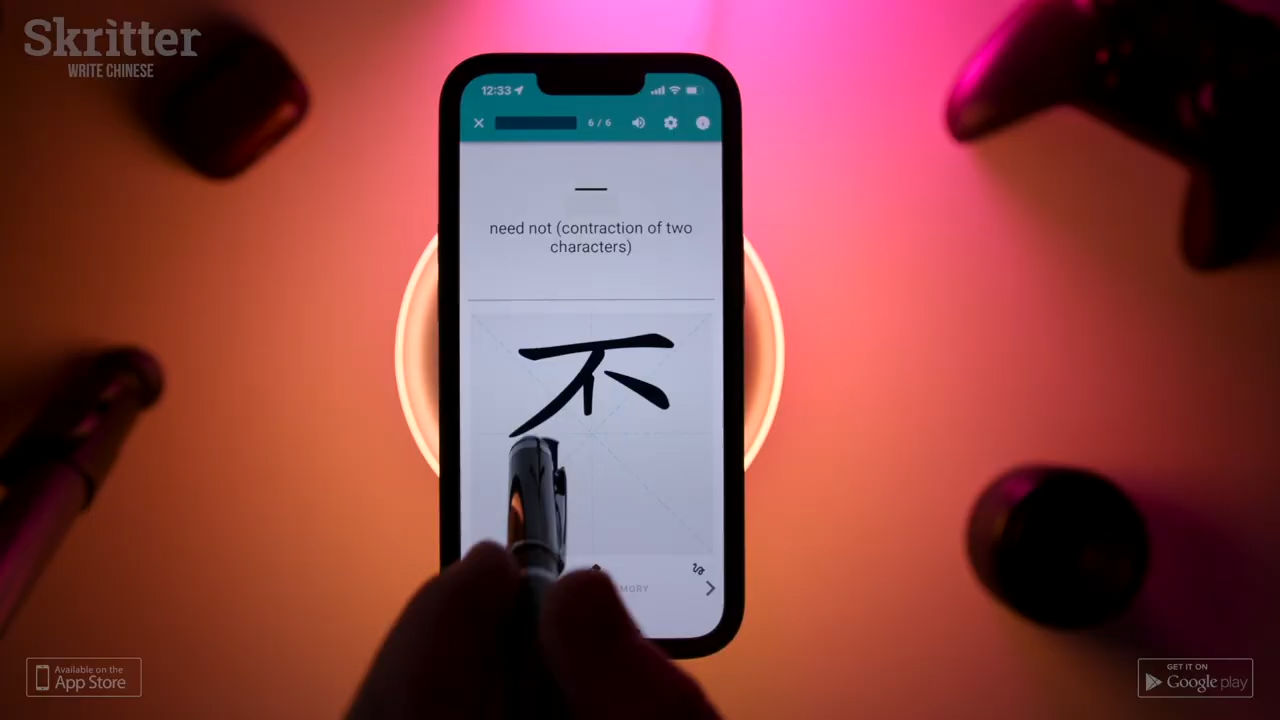 Skritter
WRITE CHINESE
12:33
6 / 6
need not (contraction of two
characters)
不
MORY
Available on the
App Store
GET IT ON
Google play